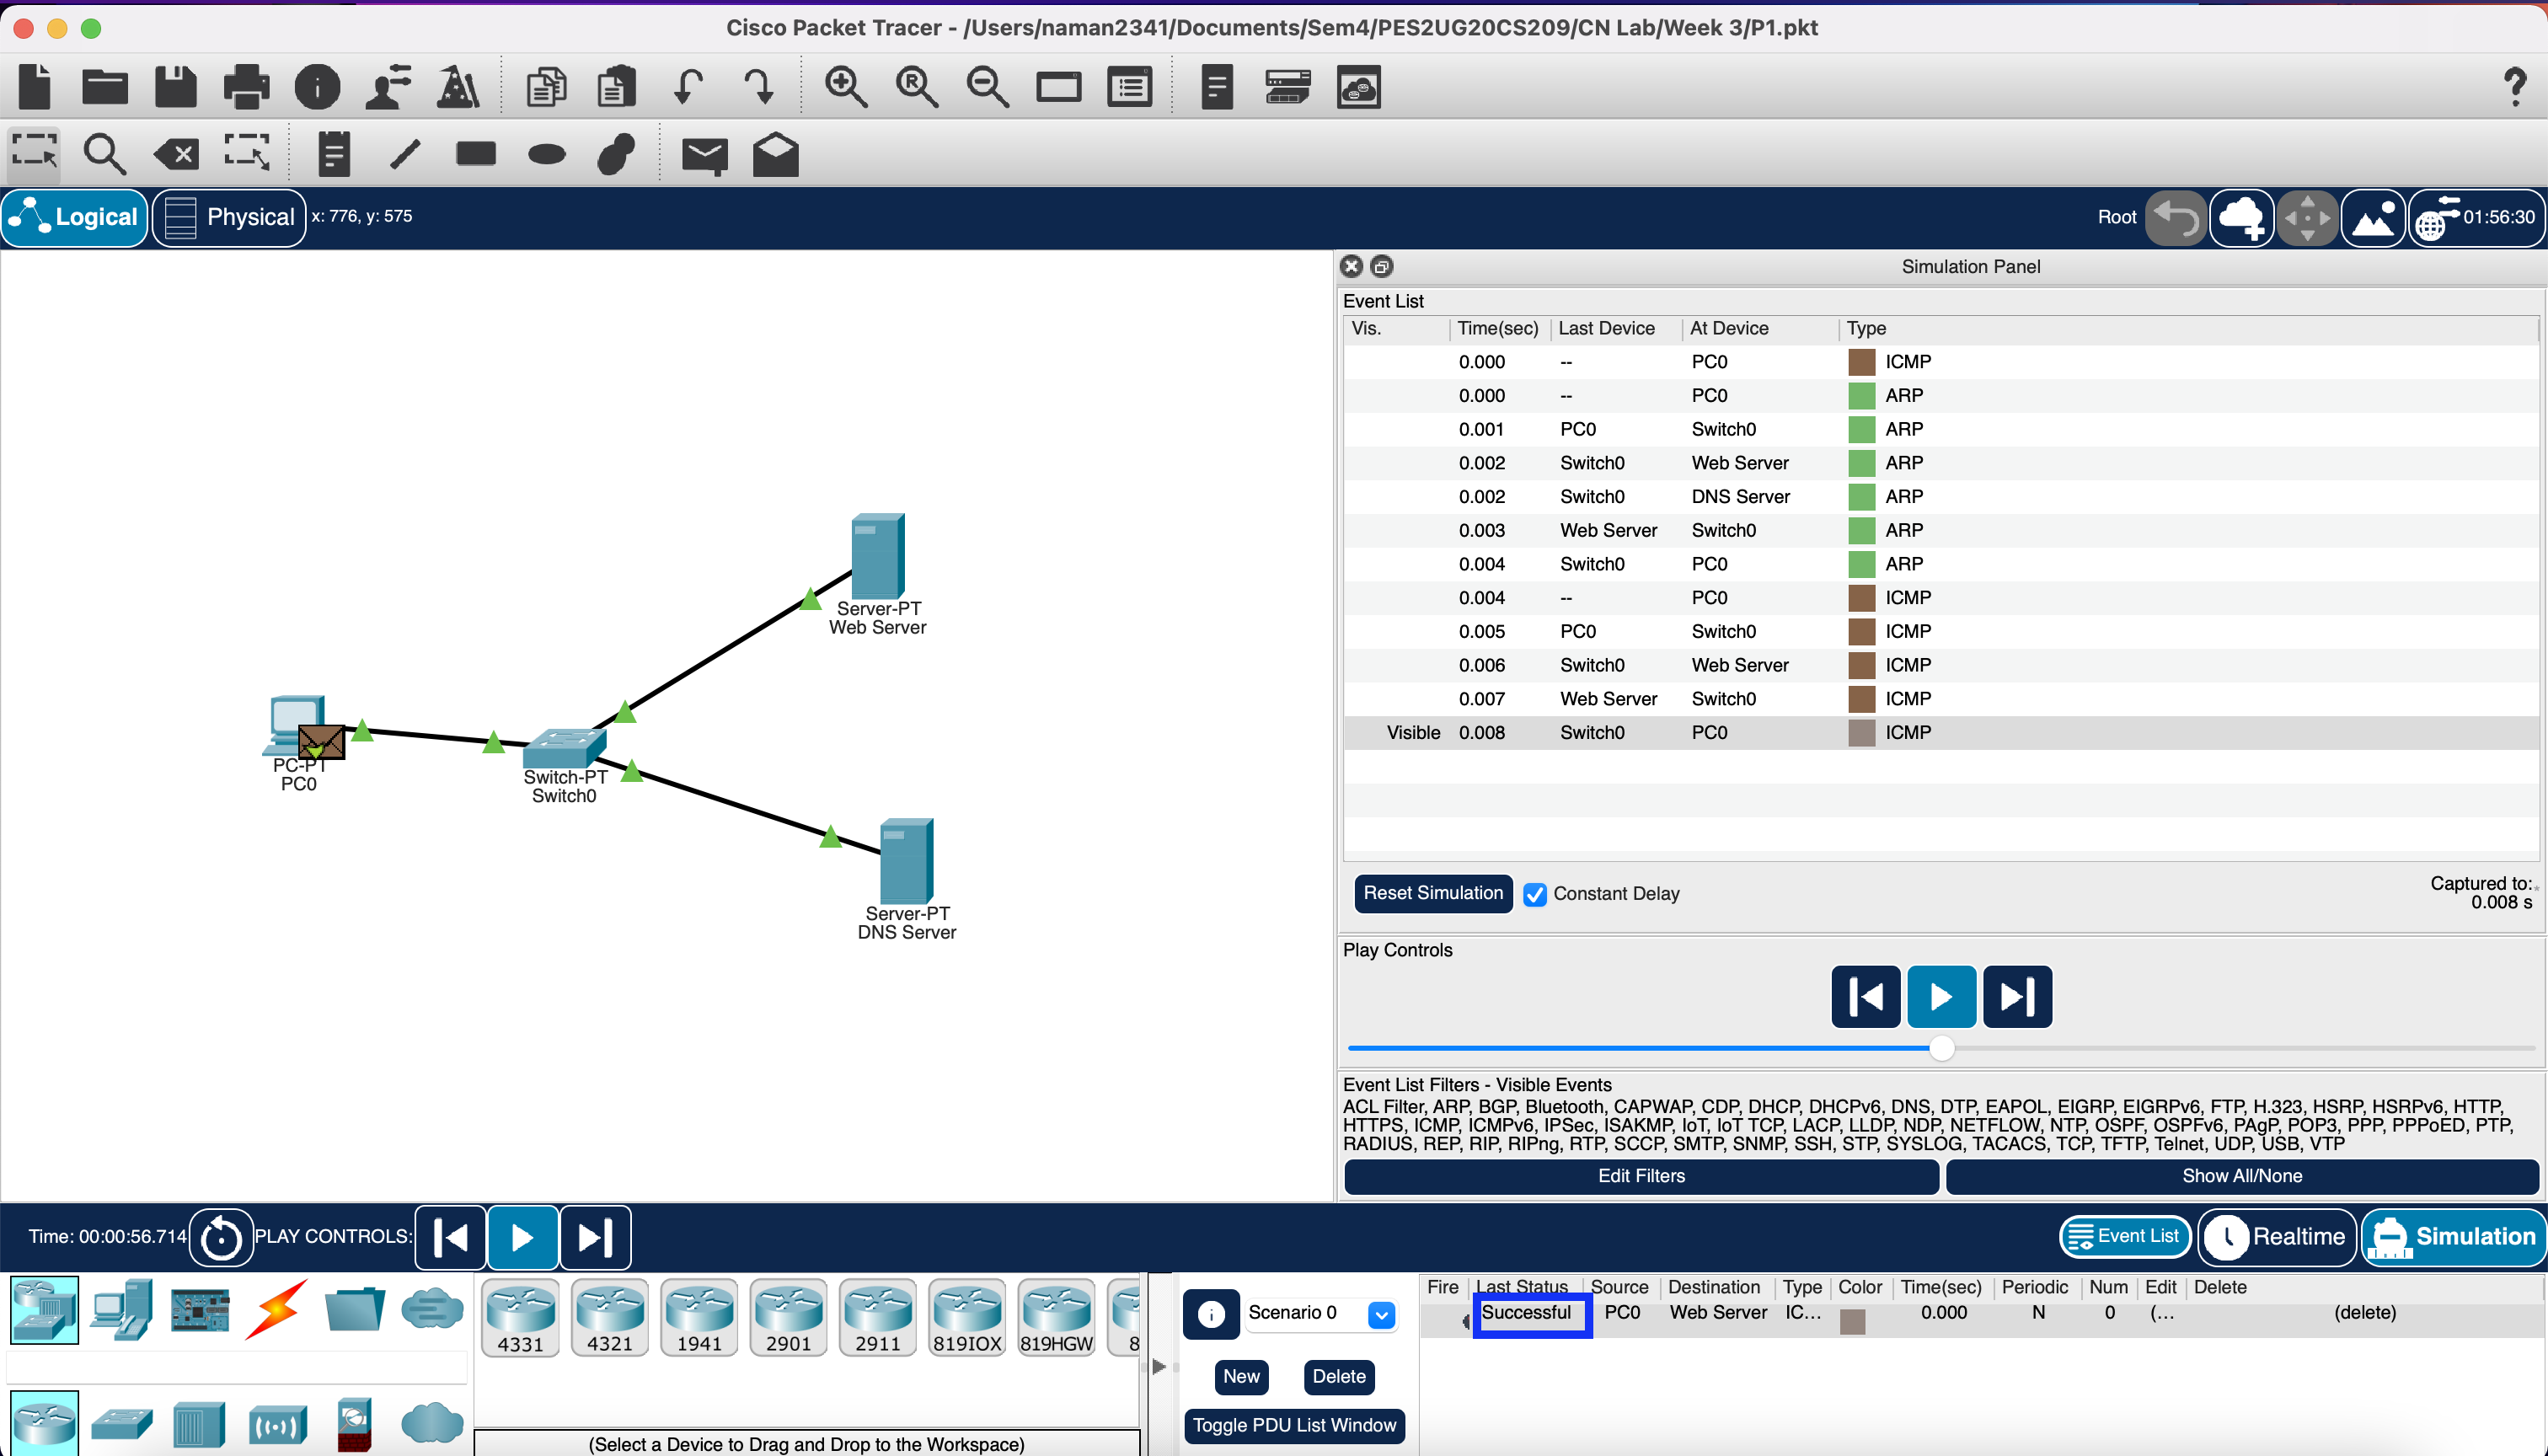 Cisco Packet Tracer - /Users/naman2341/Documents/Sem4/PES2UG20CS209/CN Lab/Week 3/P1.pkt
Logical Physical x: 776, y: 575 Root 01:56:30
Simulation Panel
Event List
Vis. Time(sec) Last Device At Device Type
0.000 -- PC0 ICMP
0.000 -- PC0 ARP
0.001 PC0 Switch0 ARP
0.002 Switch0 Web Server ARP
0.002 Switch0 DNS Server ARP
0.003 Web Server Switch0 ARP
0.004 Switch0 PC0 ARP
0.004 -- PC0 ICMP
0.005 PC0 Switch0 ICMP
0.006 Switch0 Web Server ICMP
0.007 Web Server Switch0 ICMP
Visible 0.008 Switch0 PC0 ICMP
Server-PT
Web Server
PC-PT
PC0
Switch-PT
Switch0
Server-PT
DNS Server
Reset Simulation Constant Delay Captured to:*
0.008 s
Play Controls
Event List Filters - Visible Events
ACL Filter, ARP, BGP, Bluetooth, CAPWAP, CDP, DHCP, DHCPv6, DNS, DTP, EAPOL, EIGRP, EIGRPv6, FTP, H.323, HSRP, HSRPv6, HTTP,
HTTPS, ICMP, ICMPv6, IPSec, ISAKMP, IoT, IoT TCP, LACP, LLDP, NDP, NETFLOW, NTP, OSPF, OSPFv6, PAgP, POP3, PPP, PPPoED, PTP,
RADIUS, REP, RIP, RIPng, RTP, SCCP, SMTP, SNMP, SSH, STP, SYSLOG, TACACS, TCP, TFTP, Telnet, UDP, USB, VTP
Edit Filters Show All/None
Time: 00:00:56.714 PLAY CONTROLS: Event List Realtime Simulation
4331 4321 1941 2901 2911 819IOX 819HGW 8
(Select a Device to Drag and Drop to the Workspace)
Scenario 0
New Delete
Toggle PDU List Window
Fire Last Status Source Destination Type Color Time(sec) Periodic Num Edit Delete
Successful PC0 Web Server IC... 0.000 N 0 (... (delete)